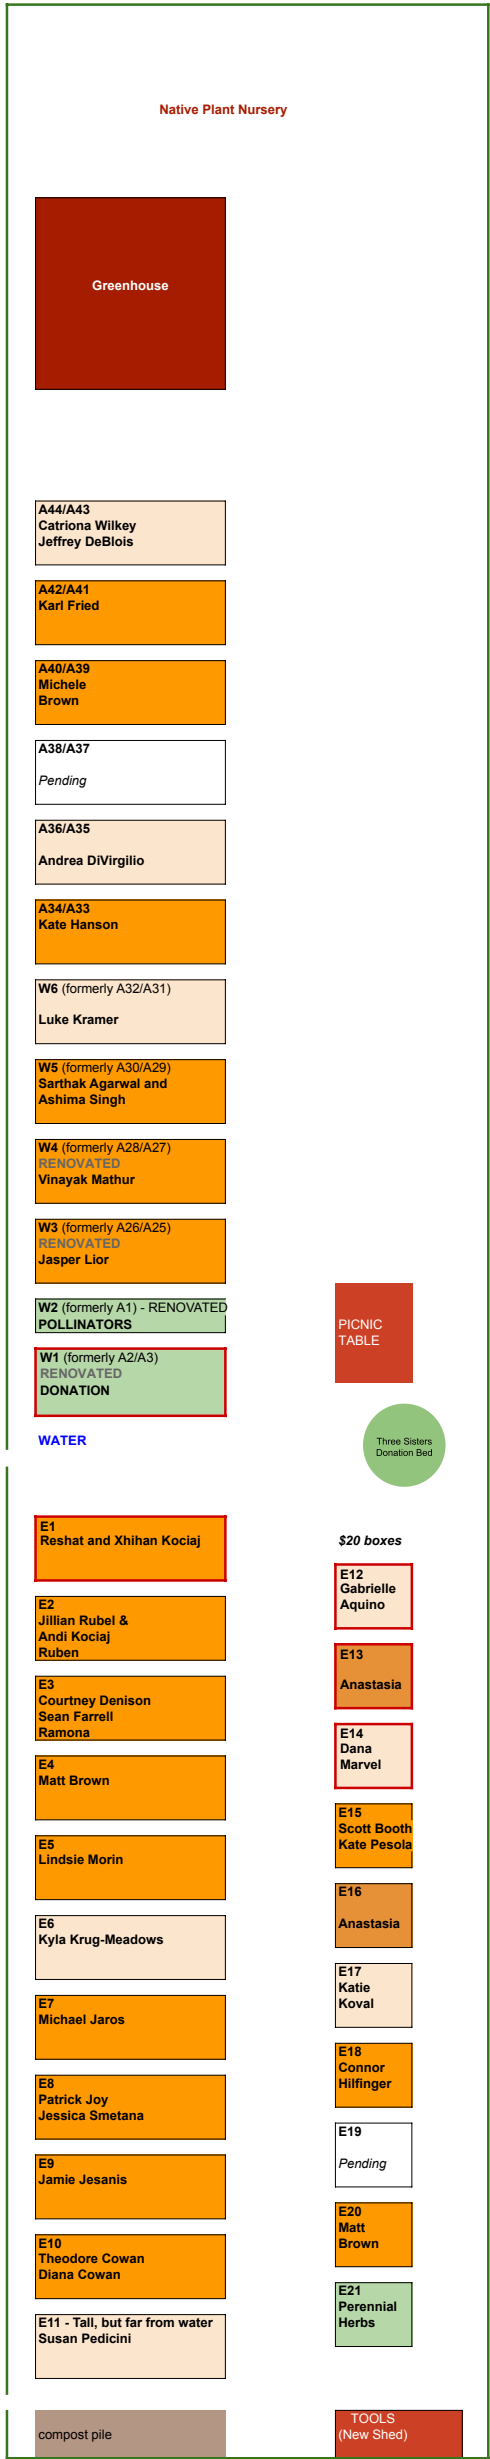 Native Plant Nursery
Greenhouse
A44/A43
Catriona Wilkey
Jeffrey DeBlois
A42/A41
Karl Fried
A40/A39
Michele
Brown
A38/A37
Pending
A36/A35
Andrea DiVirgilio
A34/A33
Kate Hanson
W6 (formerly A32/A31)
Luke Kramer
W5 (formerly A30/A29)
Sarthak Agarwal and
Ashima Singh
W4 (formerly A28/A27)
RENOVATED
Vinayak Mathur
W3 (formerly A26/A25)
RENOVATED
Jasper Lior
W2 (formerly A1) - RENOVATED
POLLINATORS
PICNIC
TABLE
W1 (formerly A2/A3)
RENOVATED
DONATION
WATER
Three Sisters
Donation Bed
E1
Reshat and Xhihan Kociaj
E2
Jillian Rubel &
Andi Kociaj
Ruben
E3
Courtney Denison
Sean Farrell
Ramona
E4
Matt Brown
E5
Lindsie Morin
E6
Kyla Krug-Meadows
E7
Michael Jaros
E8
Patrick Joy
Jessica Smetana
E9
Jamie Jesanis
E10
Theodore Cowan
Diana Cowan
E11 - Tall, but far from water
Susan Pedicini
$20 boxes
E12
Gabrielle
Aquino
E13
Anastasia
E14
Dana
Marvel
E15
Scott Booth
Kate Pesola
E16
Anastasia
E17
Katie
Koval
E18
Connor
Hilfinger
E19
Pending
E20
Matt
Brown
E21
Perennial
Herbs
compost pile
TOOLS
(New Shed)